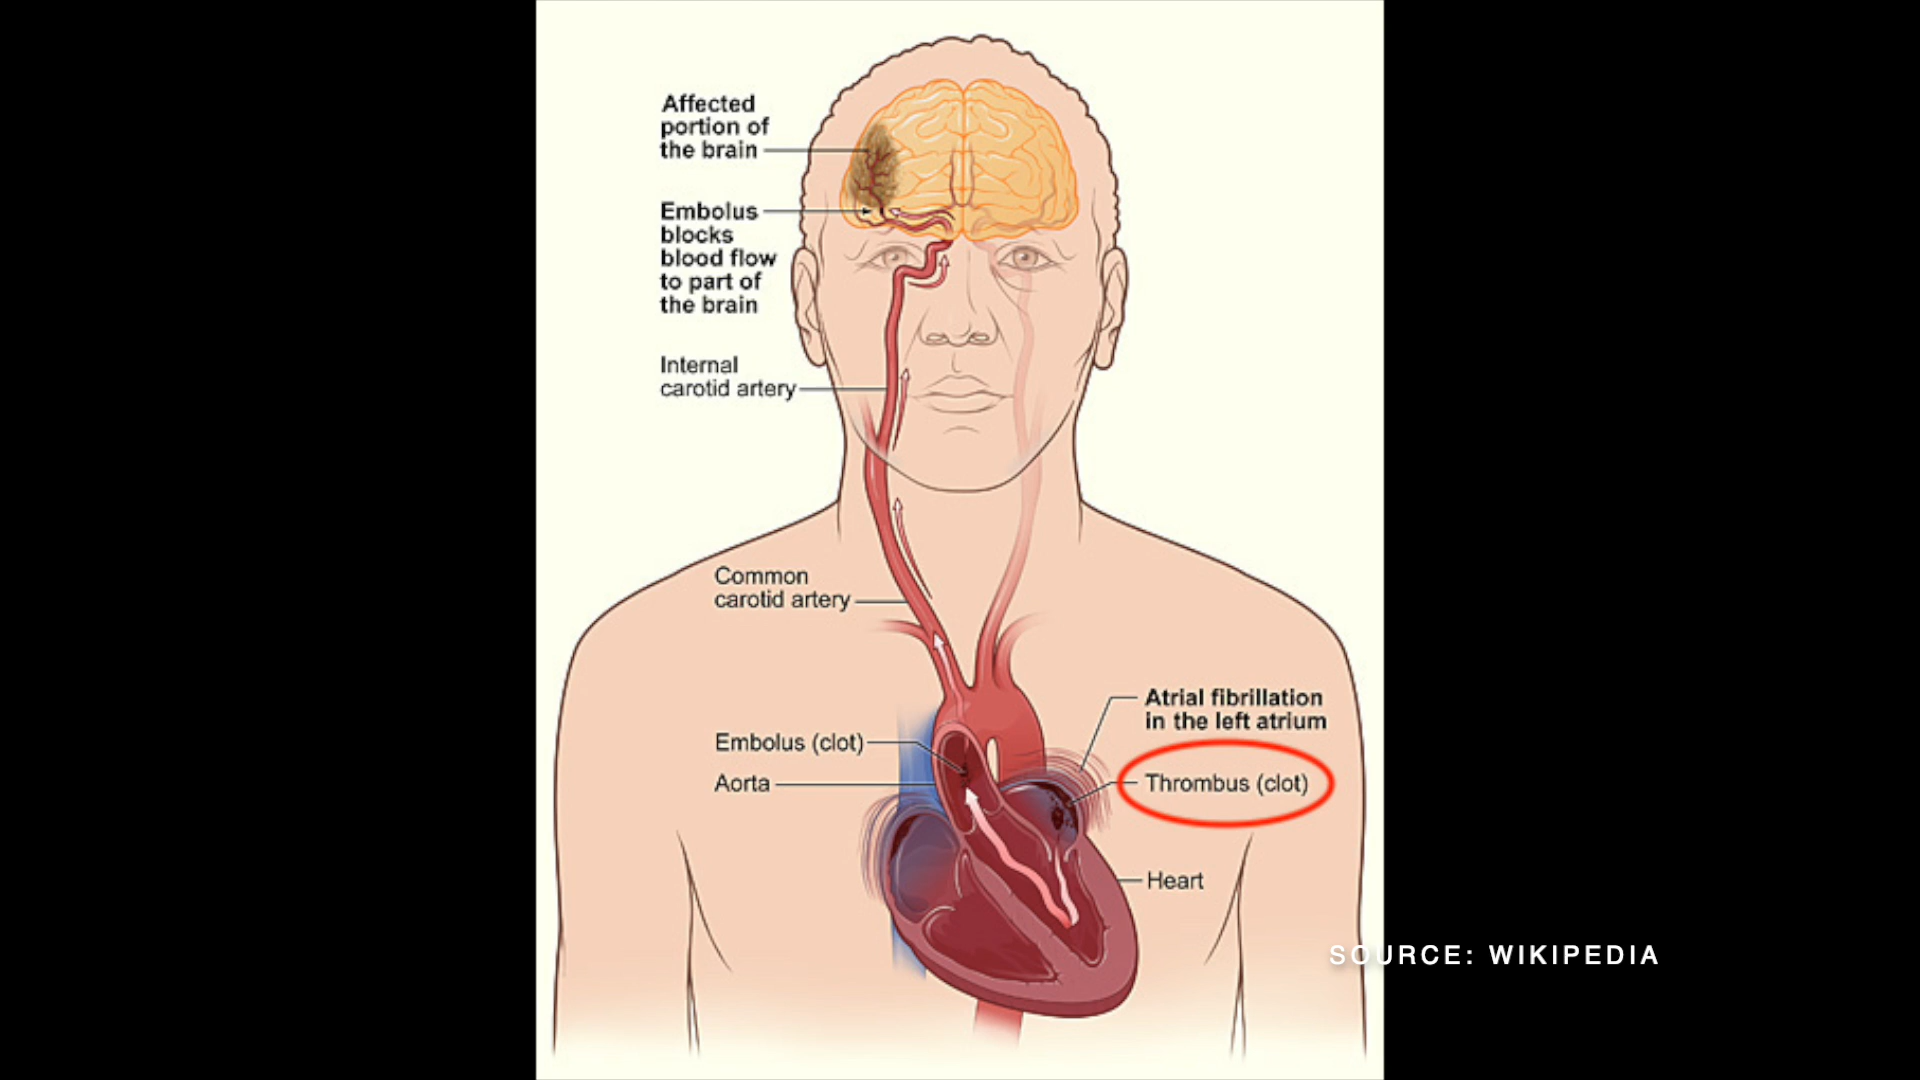 Affected
portion of
the brain
Embolus
blocks
blood flow
to part of
the brain
Internal
carotid artery
Common
carotid artery
Atrial fibrillation
in the left atrium
Embolus (clot)
Aorta
Thrombus (clot)
Heart
SOURCE: WIKIPEDIA